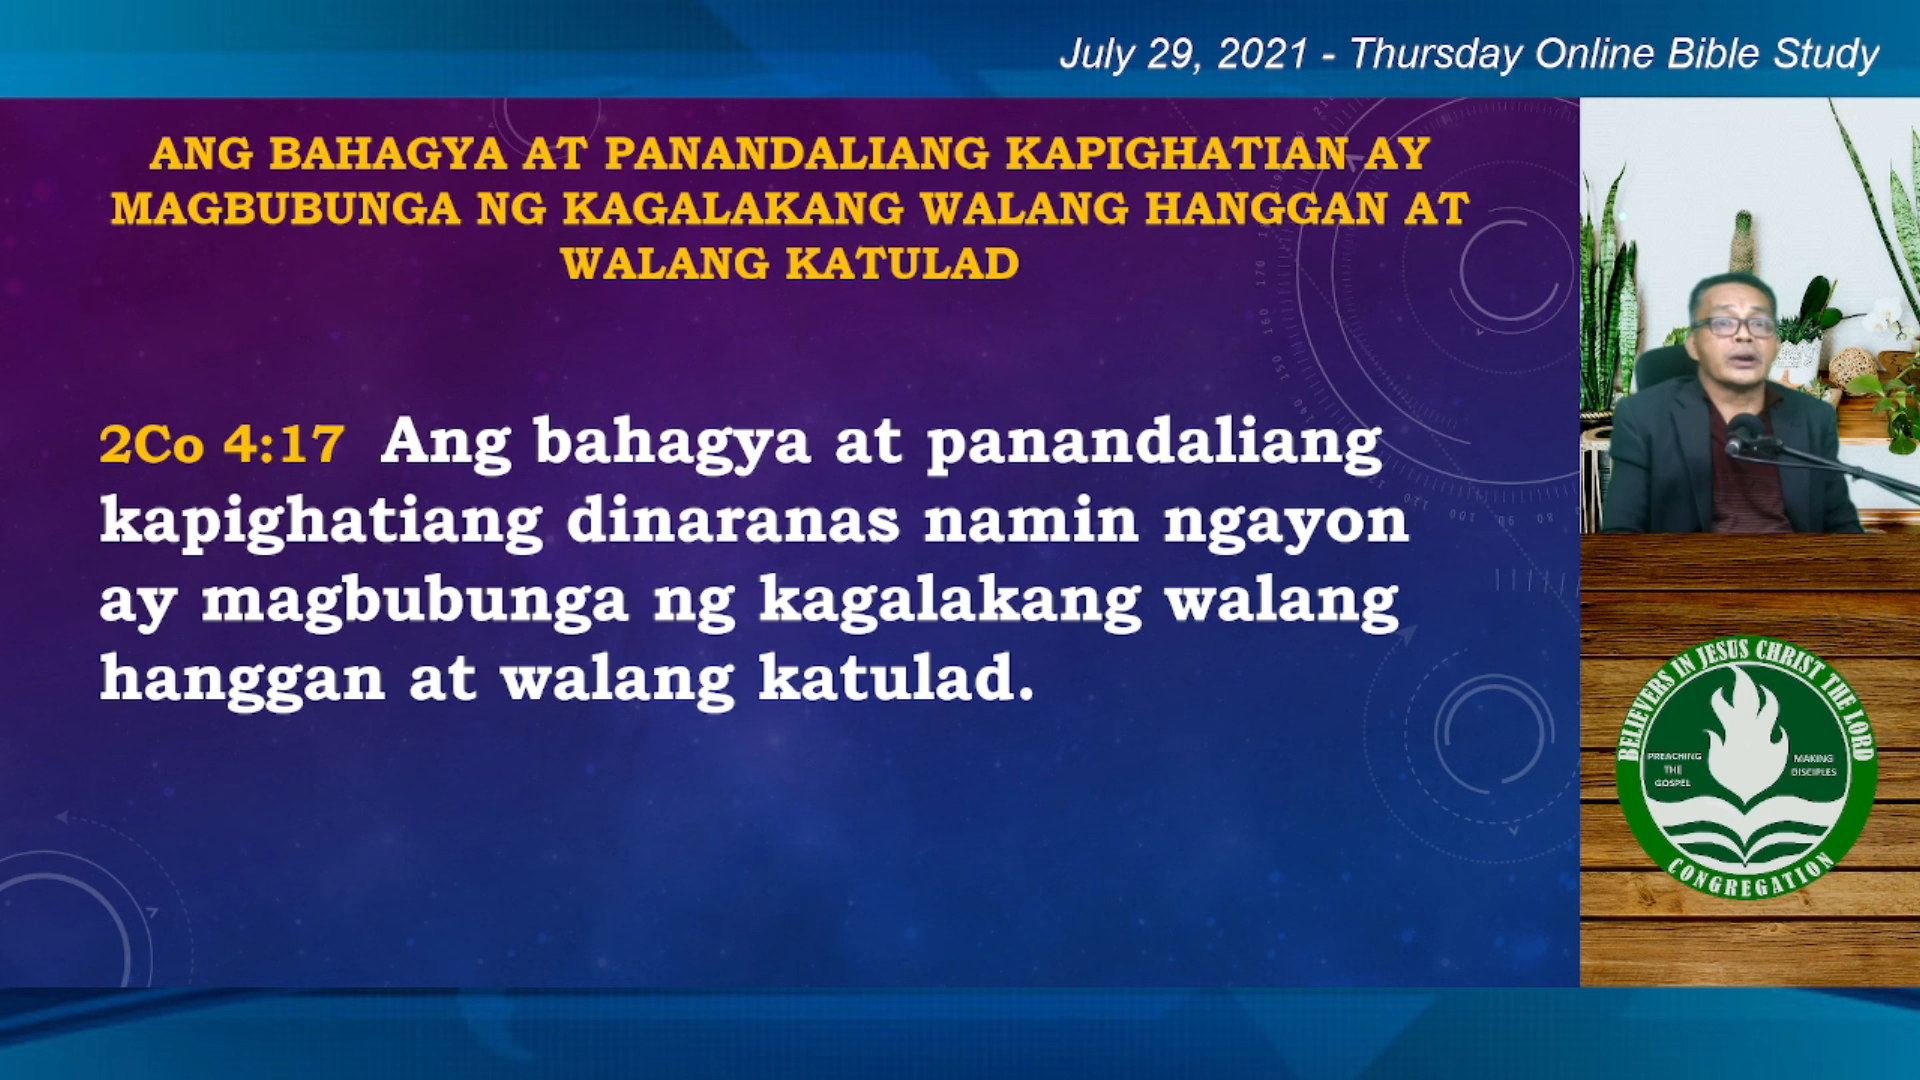 July 29, 2021 - Thursday Online Bible Study
ANG BAHAGYA AT PANANDALIANG KAPIGHATIAN AY
MAGBUBUNGA NG KAGALAKANG WALANG HANGGAN AT
WALANG KATULAD
2Co 4:17 Ang bahagya at panandaliang
kapighatiang dinaranas namin ngayon
ay magbubunga ng kagalakang walang
hanggan at walang katulad.
BELIEVERS IN JESUS CHRIST THE LORD
PREACHING
THE
GOSPEL
MAKING
DISCIPLES
CONGREGATION